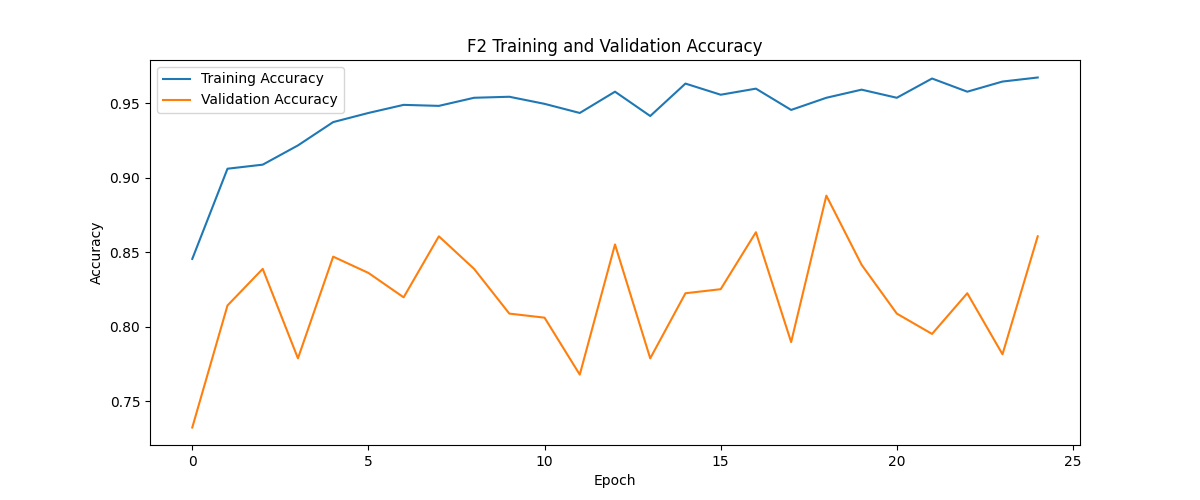 F2 Training and Validation Accuracy
Training Accuracy
Validation Accuracy
0.95
0.90
0.85
0.80
0.75
Accuracy
0 5 10 15 20 25
Epoch